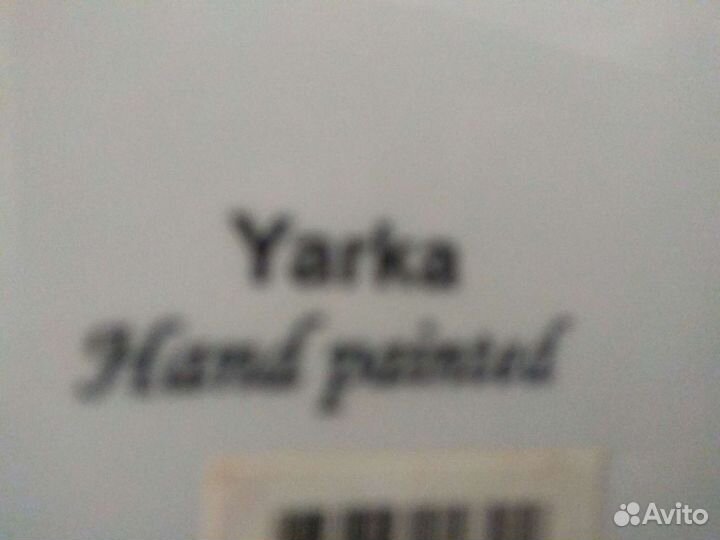 Yarka
Hand painted
Avito